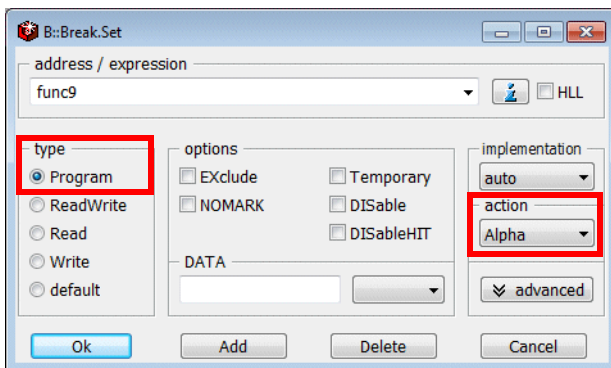 B::Break.Set
address / expression
func9
i HLL
type
Program
ReadWrite
Read
Write
default
options
EXclude
Temporary
NOMARK
DISable
DISableHIT
DATA
implementation
auto
action
Alpha
advanced
Ok Add Delete Cancel